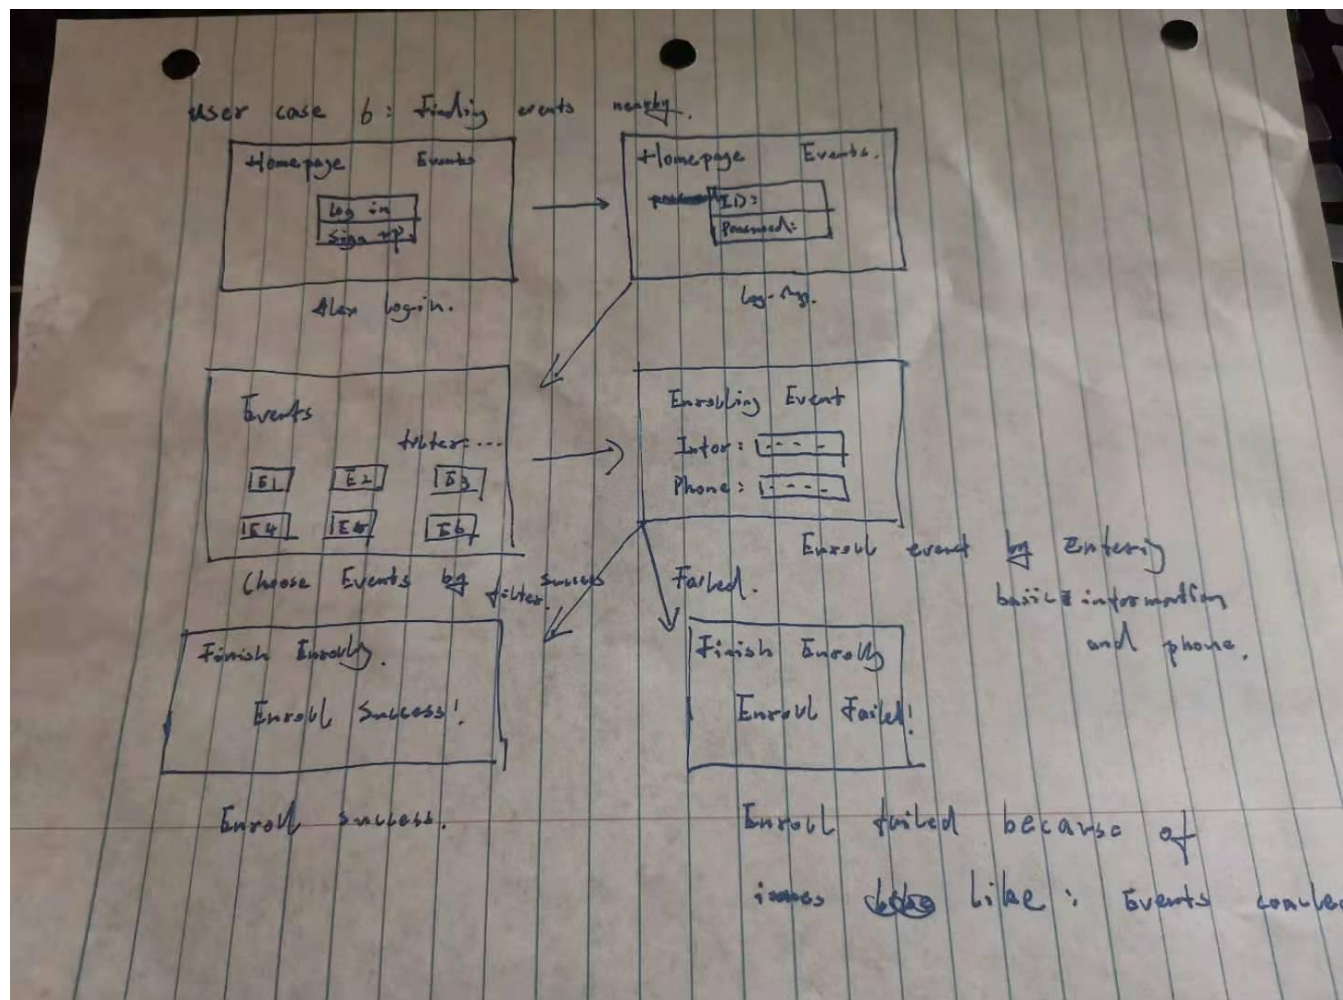 user case 6: Finding events nearby.
Homepage Events
Log in
Sign up.
Alex login.
Homepage Events.
ID:
Password:
Events
filter: ...
E1 E2 E3
E4 E5 E6
Choose Events by filter.
Enrolling Event
Intor: ----
Phone: ----
Enroll event by Entering
basic information
and phone.
success
Failed.
Finish Enrolly.
Enroll Success!
Enroll success.
Finish Enrolly
Enroll Failed!
Enroll failed because of
issues like: Events